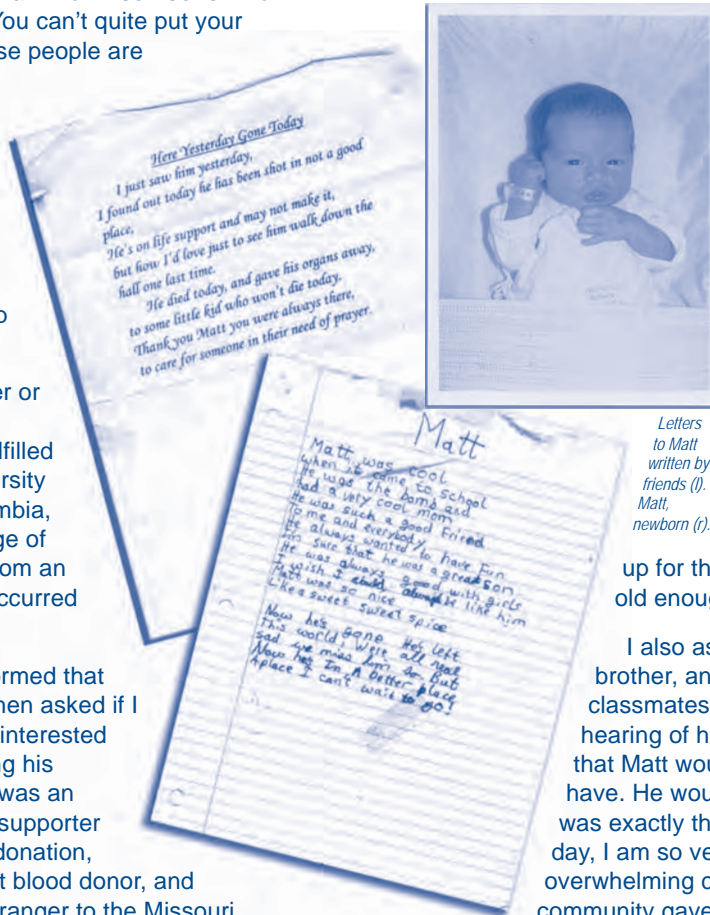 You can't quite put your
se people are
o
er or
lfilled
rsity
mbia,
ge of
om an
ccurred
rmed that
hen asked if I
interested
ng his
was an
supporter
donation,
t blood donor, and
ranger to the Missouri
Here Yesterday Gone Today
I just saw him yesterday,
I found out today he has been shot in not a good
place,
He's on life support and may not make it,
but how I'd love just to see him walk down the
hall one last time.
He died today, and gave his organs away,
to some little kid who won't die today.
Thank you Matt you were always there,
to care for someone in their need of prayer.
Matt
Matt was cool
when it came to school
He was the bomb and
had a very cool mom
He was such a good Friend
To me and everybody
He always wanted to have Fun
Im sure that he was a great son.
He was always good with girls
wish I could always be like him
Matt was so nice
Like a sweet sweet spice
Now he's gone He's left
this world, We're all real
sad we miss him so But
Now he's In A better place
Aplace I can't wait to go!
Letters
to Matt
written by
friends (l).
Matt,
newborn (r).
up for th
old enoug
I also as
brother, an
classmates
hearing of h
that Matt wou
have. He wou
was exactly th
day, I am so ve
overwhelming
community gave